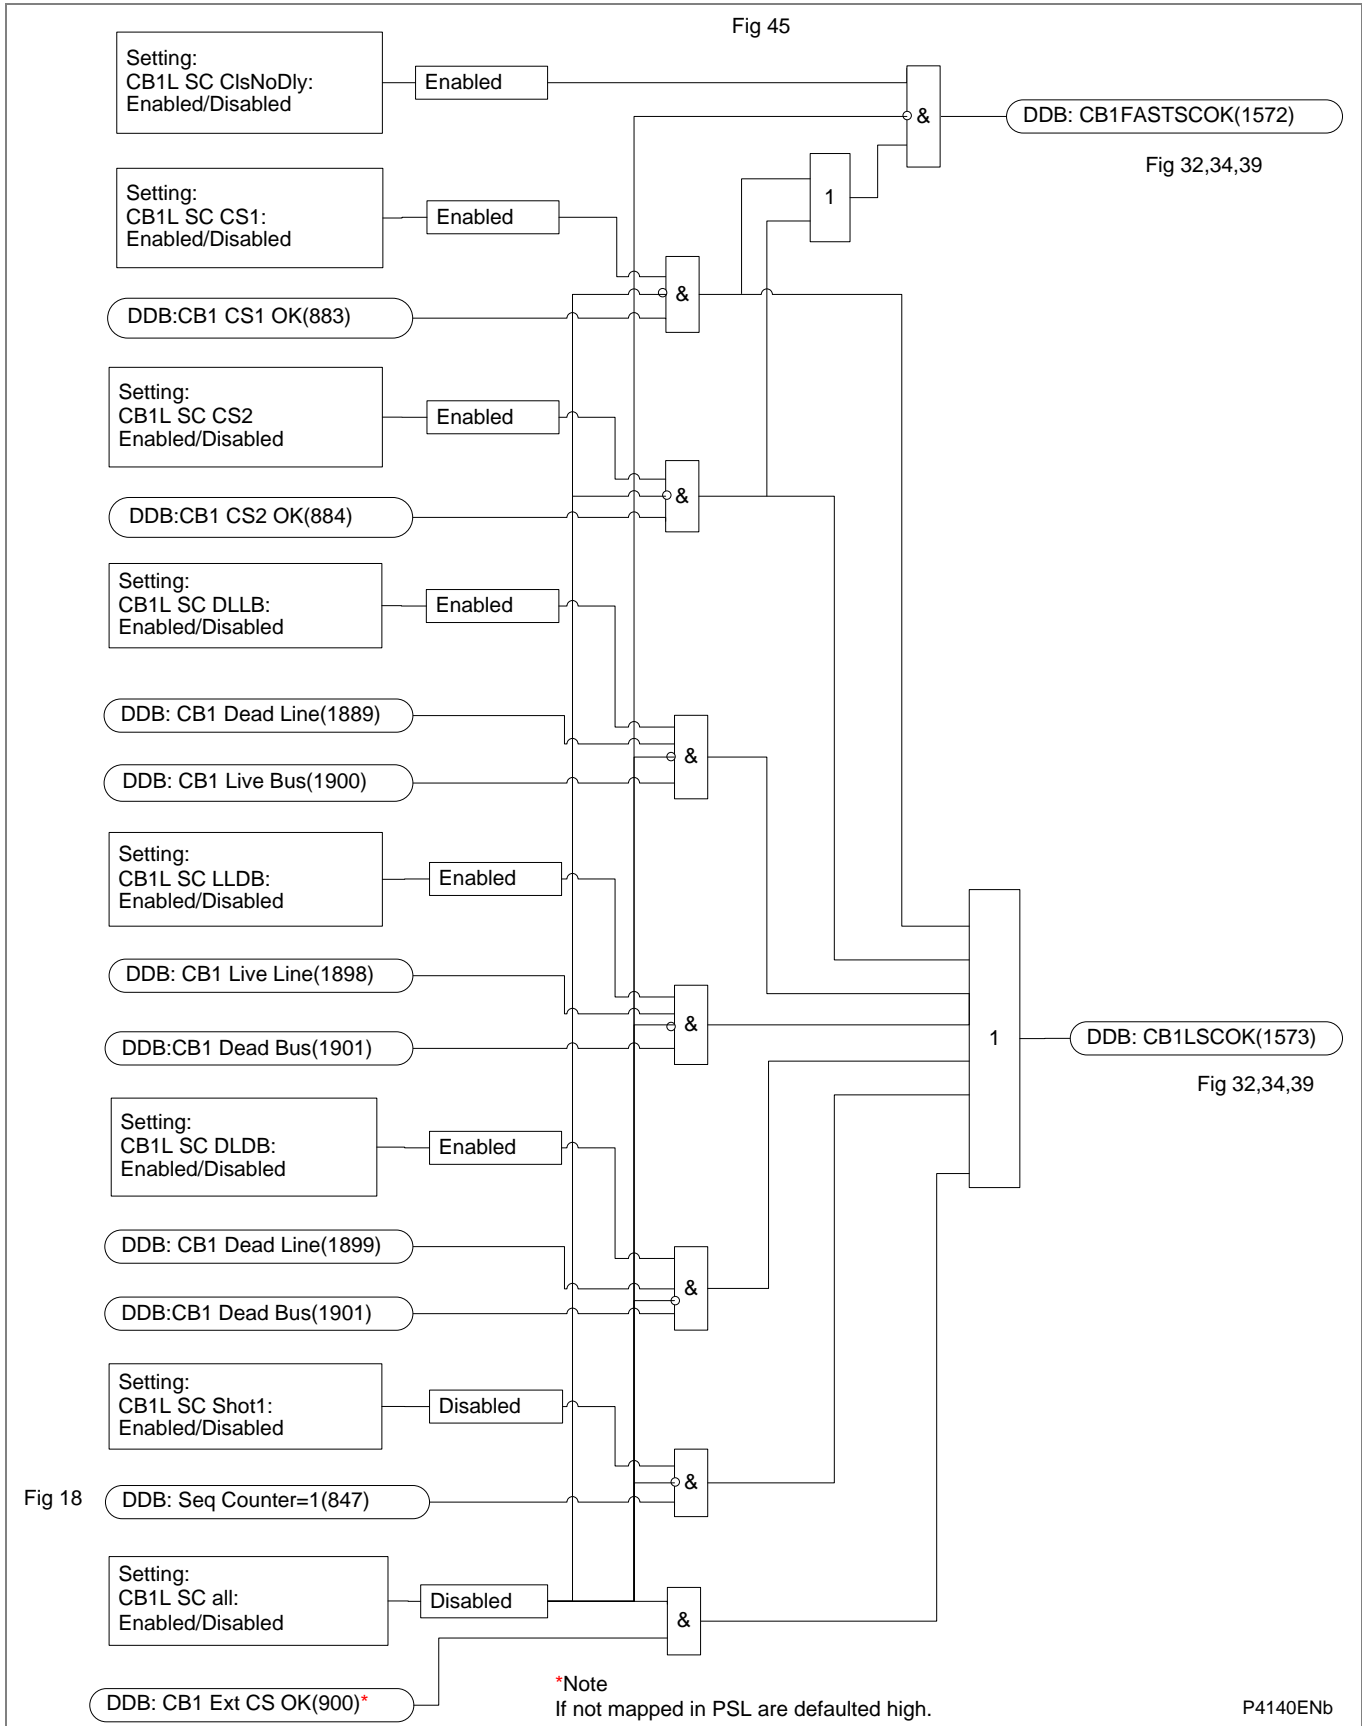 Fig 45
Setting:
CB1L SC ClsNoDly:
Enabled/Disabled
Enabled
&
DDB: CB1FASTSCOK(1572)
Fig 32,34,39
1
Setting:
CB1L SC CS1:
Enabled/Disabled
Enabled
&
DDB:CB1 CS1 OK(883)
Setting:
CB1L SC CS2
Enabled/Disabled
Enabled
&
DDB:CB1 CS2 OK(884)
Setting:
CB1L SC DLLB:
Enabled/Disabled
Enabled
DDB: CB1 Dead Line(1889)
&
DDB: CB1 Live Bus(1900)
Setting:
CB1L SC LLDB:
Enabled/Disabled
Enabled
DDB: CB1 Live Line(1898)
&
DDB:CB1 Dead Bus(1901)
1
DDB: CB1LSCOK(1573)
Fig 32,34,39
Setting:
CB1L SC DLDB:
Enabled/Disabled
Enabled
DDB: CB1 Dead Line(1899)
&
DDB:CB1 Dead Bus(1901)
Setting:
CB1L SC Shot1:
Enabled/Disabled
Disabled
&
Fig 18
DDB: Seq Counter=1(847)
Setting:
CB1L SC all:
Enabled/Disabled
Disabled
&
DDB: CB1 Ext CS OK(900)*
*Note
If not mapped in PSL are defaulted high.
P4140ENb